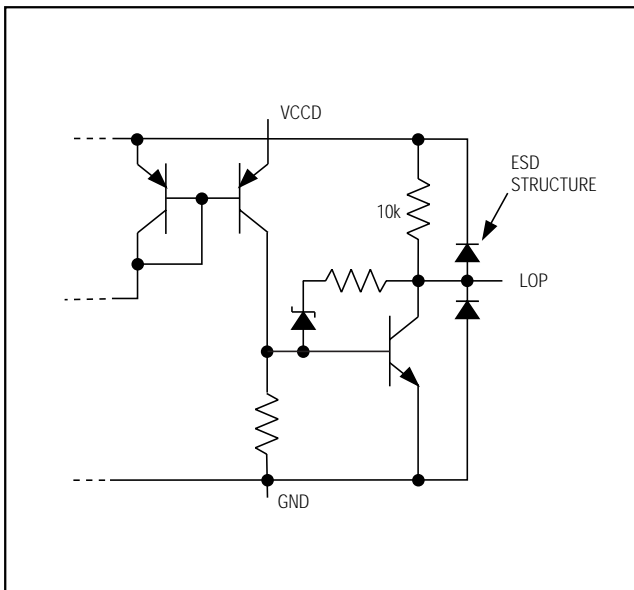 VCCD
ESD
STRUCTURE
10k
LOP
GND